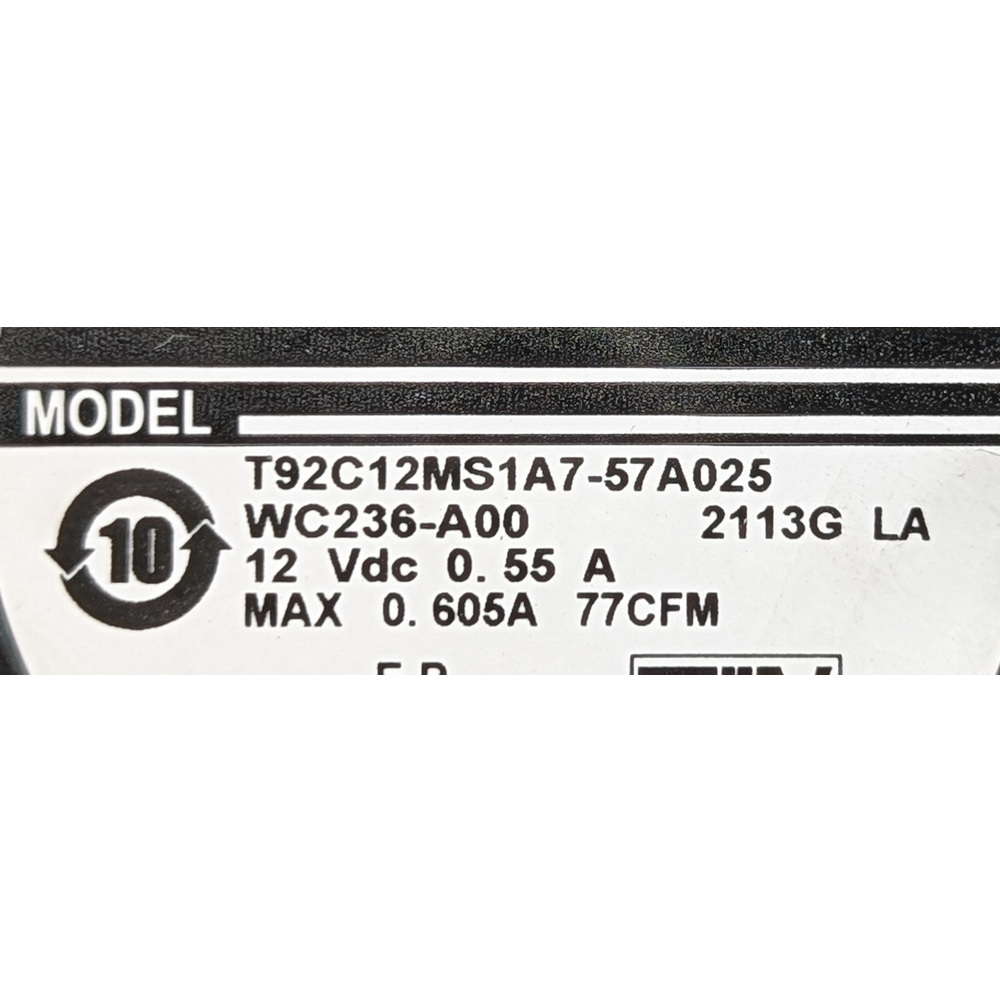 MODEL
T92C12MS1A7-57A025
WC236-A00 2113G LA
10
12 Vdc 0.55 A
MAX 0.605A 77CFM